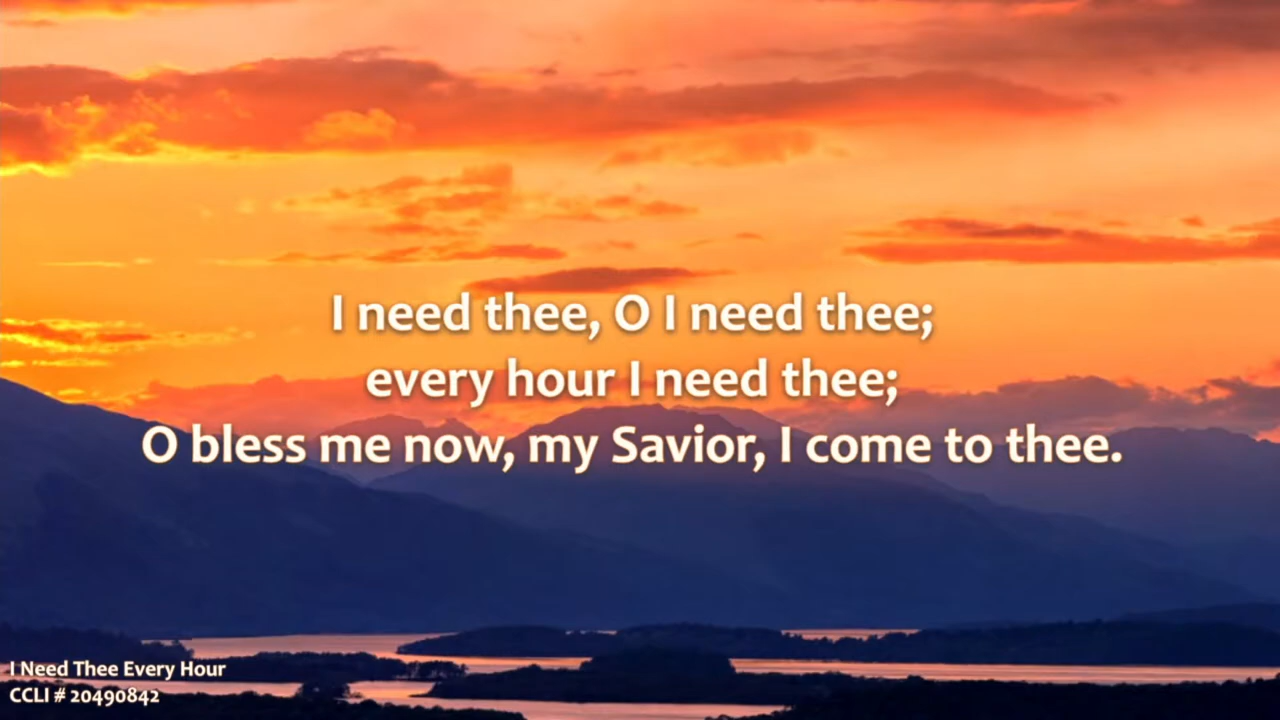 I need thee, O I need thee;
every hour I need thee;
O bless me now, my Savior, I come to thee.
I Need Thee Every Hour
CCLI # 20490842